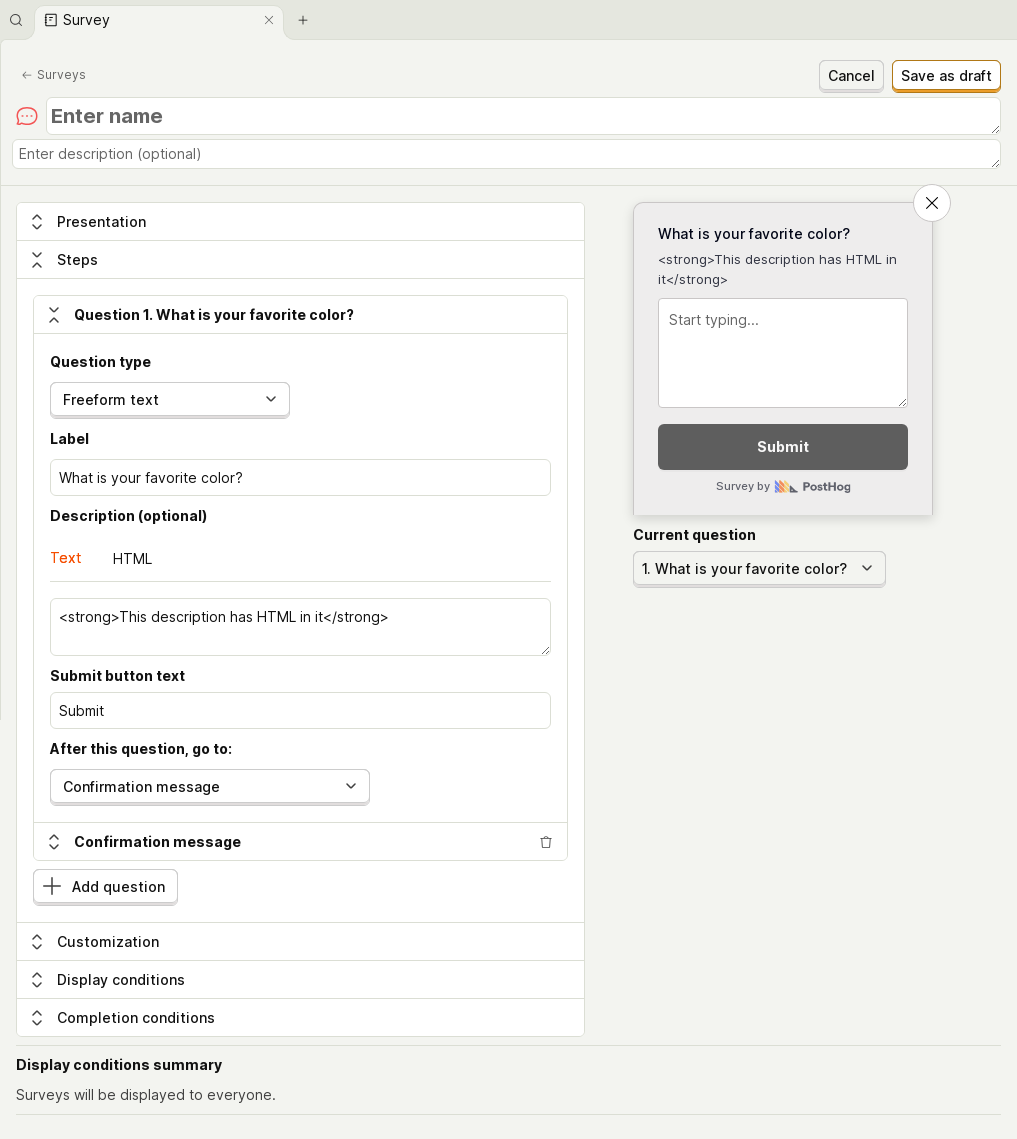 Survey
Surveys
Cancel
Save as draft
Enter name
Enter description (optional)
Presentation
Steps
Question 1. What is your favorite color?
Question type
Freeform text
Label
What is your favorite color?
Description (optional)
Text HTML
<strong>This description has HTML in it</strong>
Submit button text
Submit
After this question, go to:
Confirmation message
Confirmation message
Add question
Customization
Display conditions
Completion conditions
What is your favorite color?
<strong>This description has HTML in
it</strong>
Start typing...
Submit
Survey by PostHog
Current question
1. What is your favorite color?
Display conditions summary
Surveys will be displayed to everyone.